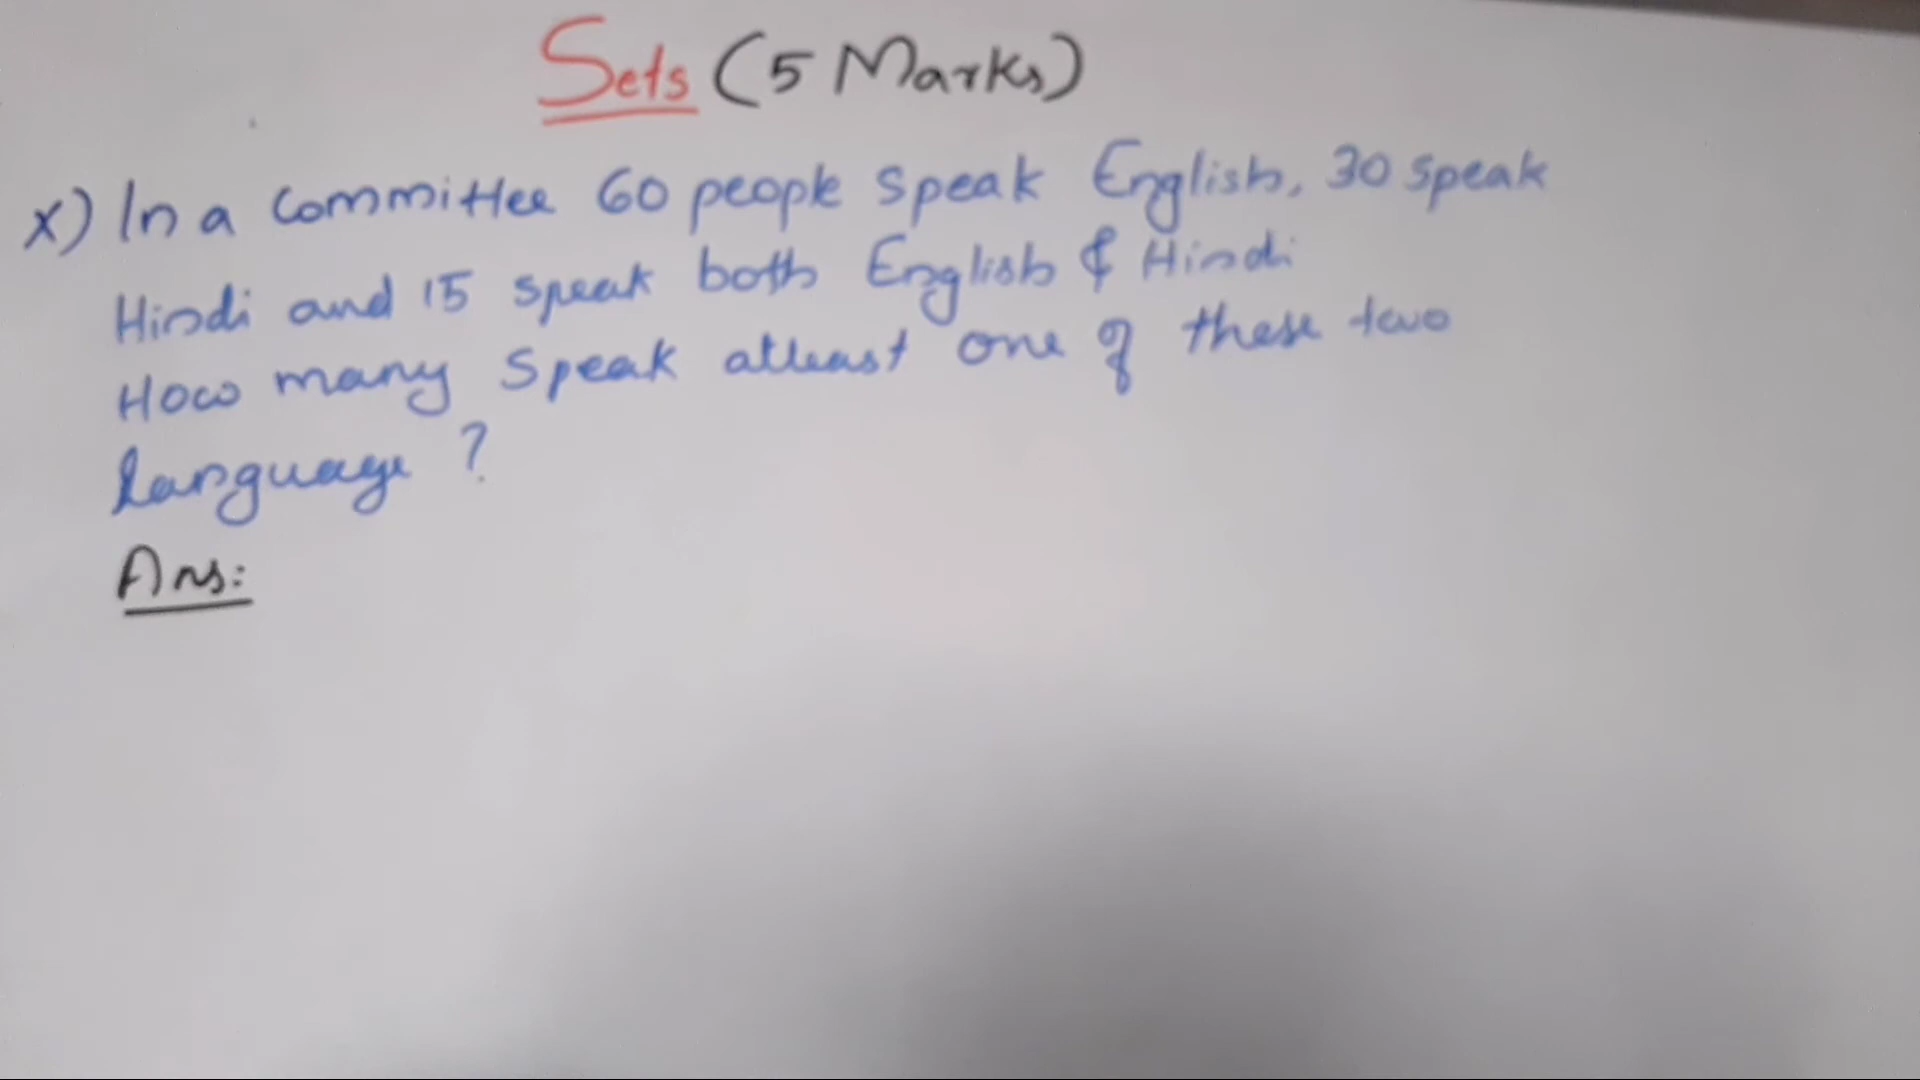 Sets (5 Marks)
x) In a committee 60 people speak English, 30 speak
Hindi and 15 speak both English & Hindi
How many speak atleast one of these two
language ?
Ans: